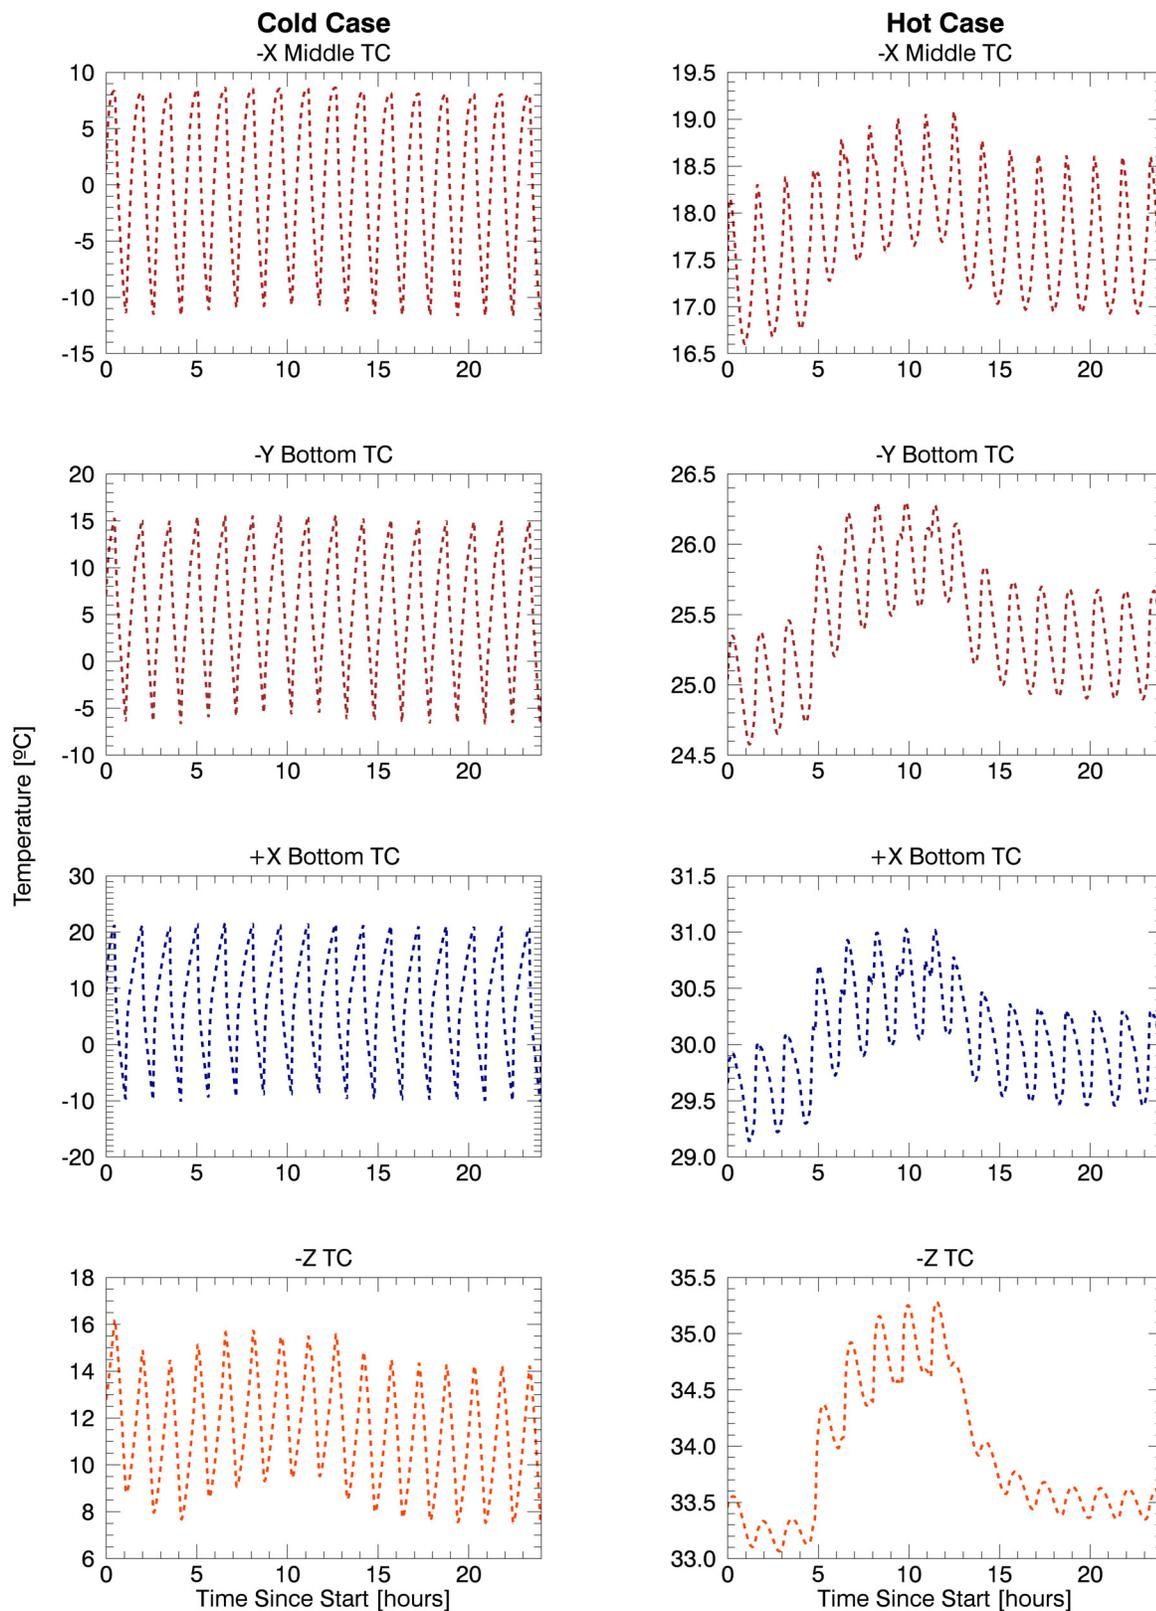 Cold Case
Hot Case
-X Middle TC
-X Middle TC
10
5
0
-5
-10
-15
0 5 10 15 20
19.5
19.0
18.5
18.0
17.5
17.0
16.5
0 5 10 15 20
-Y Bottom TC
-Y Bottom TC
20
15
10
5
0
-5
-10
0 5 10 15 20
26.5
26.0
25.5
25.0
24.5
0 5 10 15 20
Temperature [ºC]
+X Bottom TC
+X Bottom TC
30
20
10
0
-10
-20
0 5 10 15 20
31.5
31.0
30.5
30.0
29.5
29.0
0 5 10 15 20
-Z TC
-Z TC
18
16
14
12
10
8
6
0 5 10 15 20
Time Since Start [hours]
35.5
35.0
34.5
34.0
33.5
33.0
0 5 10 15 20
Time Since Start [hours]